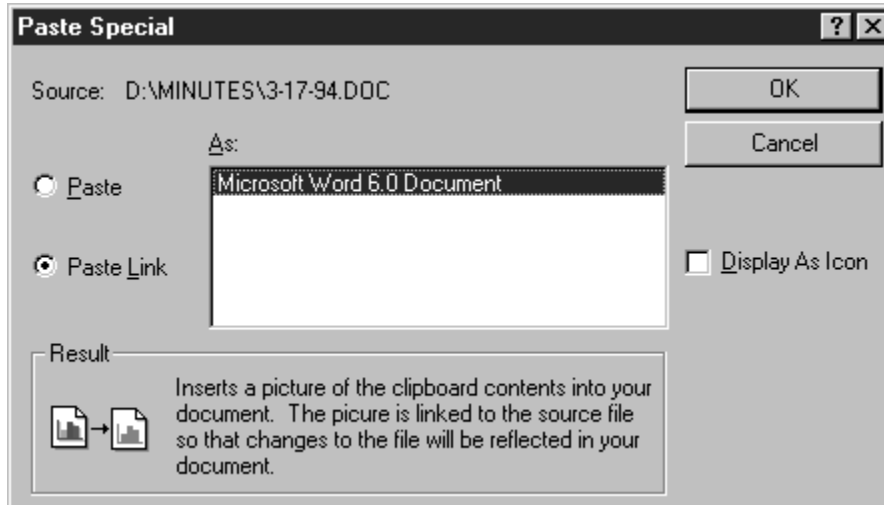 Paste Special
Source: D:\MINUTES\3-17-94.DOC
OK
Cancel
As:
Microsoft Word 6.0 Document
Paste
Paste Link
Display As Icon
Result
Inserts a picture of the clipboard contents into your
document. The picure is linked to the source file
so that changes to the file will be reflected in your
document.